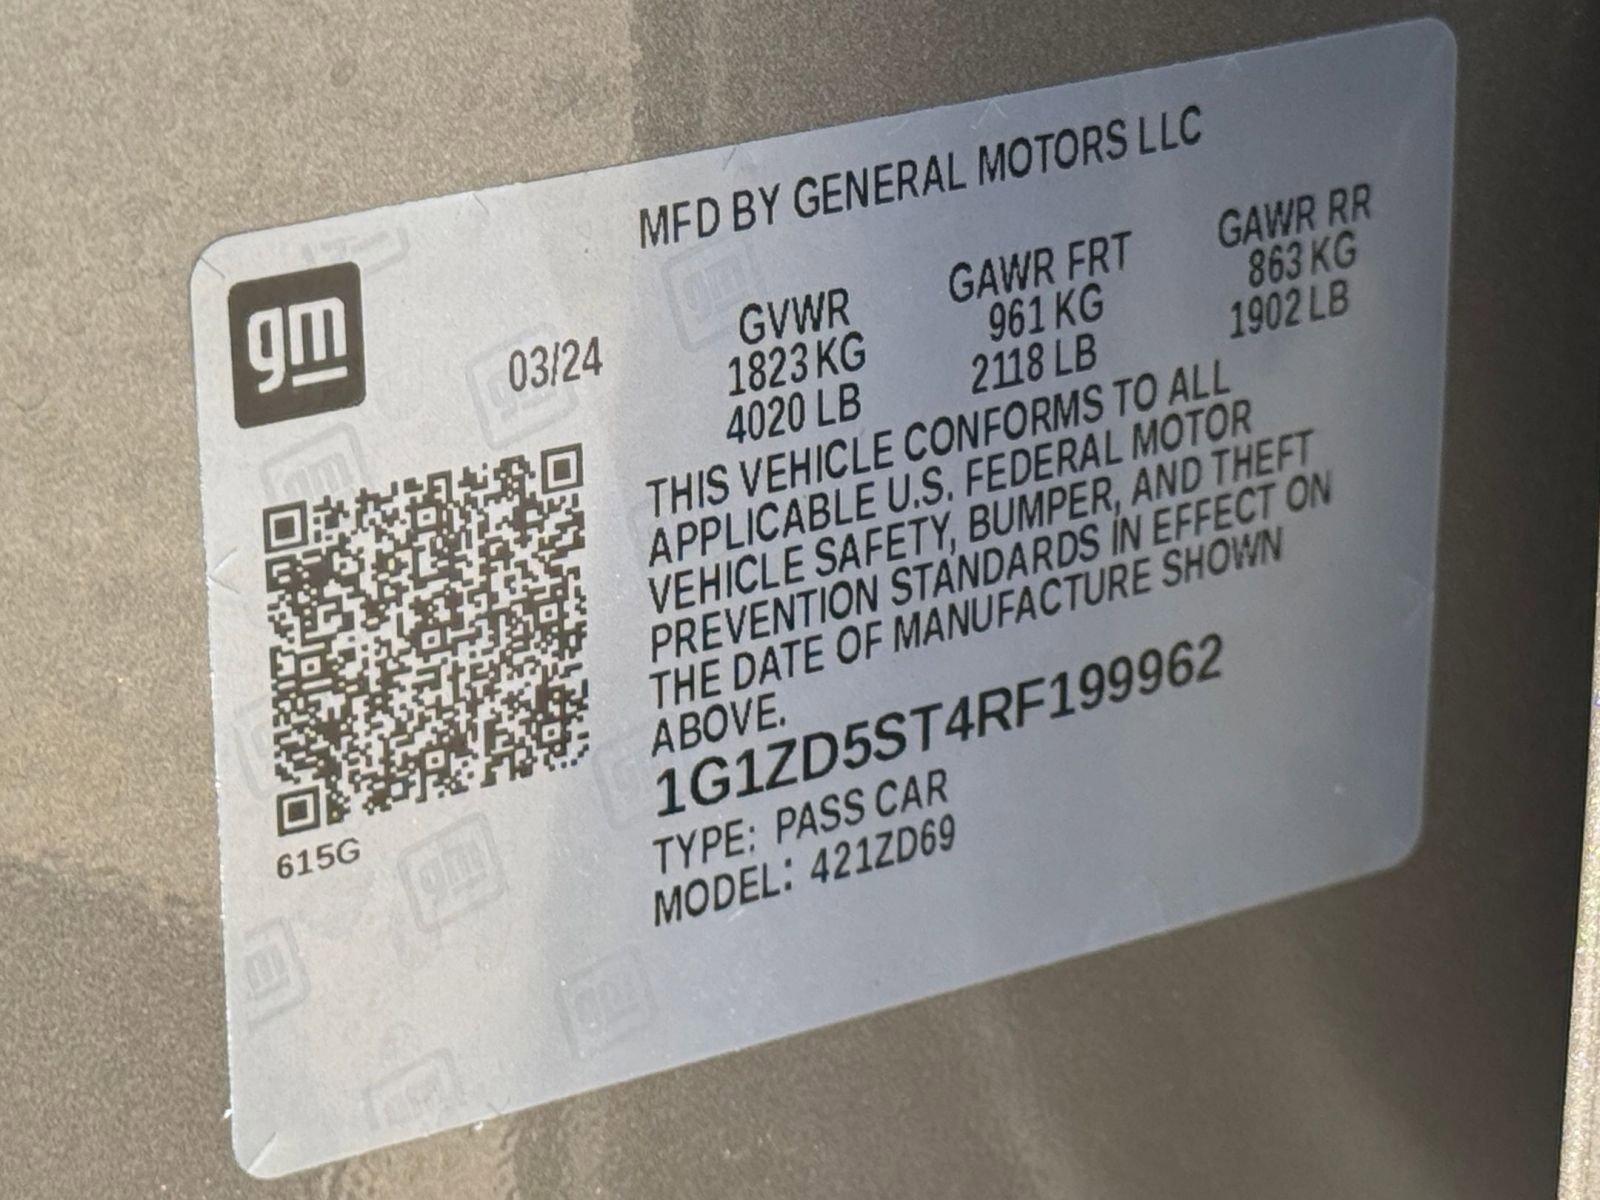 MFD BY GENERAL MOTORS LLC
gm
03/24
GVWR GAWR FRT GAWR RR
1823 KG 961 KG 863 KG
4020 LB 2118 LB 1902 LB
THIS VEHICLE CONFORMS TO ALL
APPLICABLE U.S. FEDERAL MOTOR
VEHICLE SAFETY, BUMPER, AND THEFT
PREVENTION STANDARDS IN EFFECT ON
THE DATE OF MANUFACTURE SHOWN
ABOVE.
1G1ZD5ST4RF199962
TYPE: PASS CAR
MODEL: 421ZD69
615G